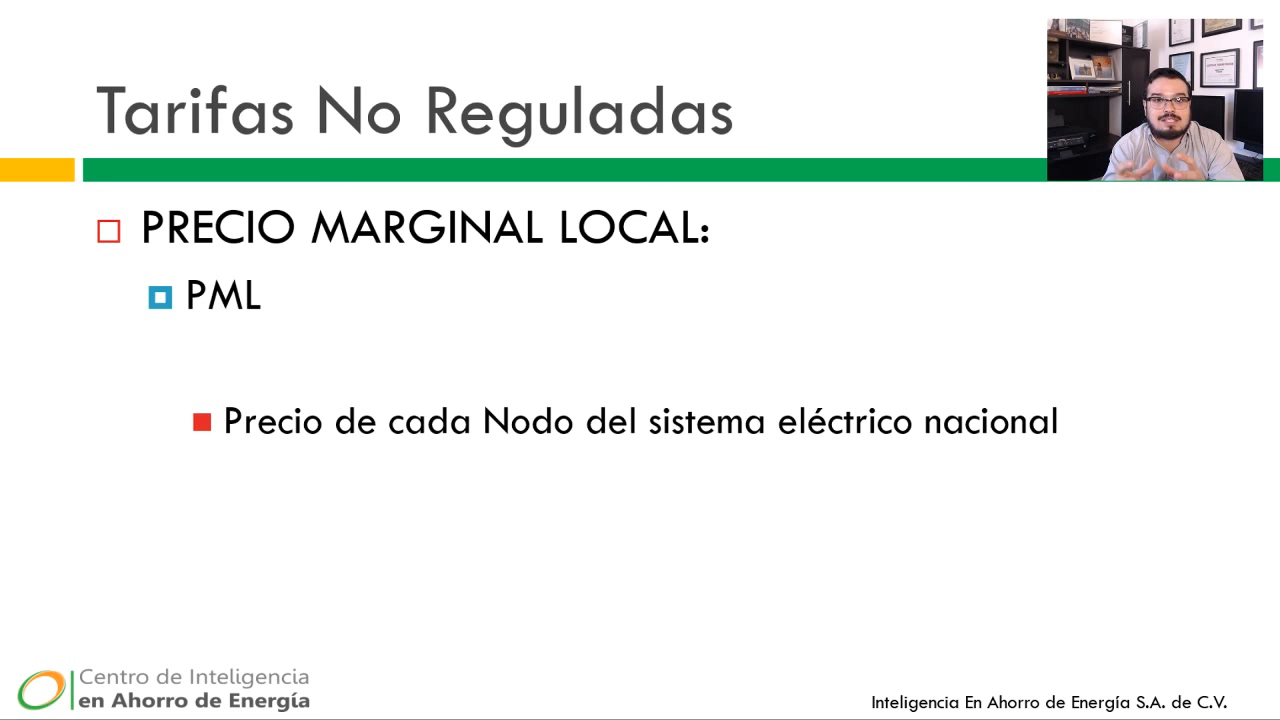 Tarifas No Reguladas
PRECIO MARGINAL LOCAL:
PML
Precio de cada Nodo del sistema eléctrico nacional
Centro de Inteligencia
en Ahorro de Energía
Inteligencia En Ahorro de Energía S.A. de C.V.